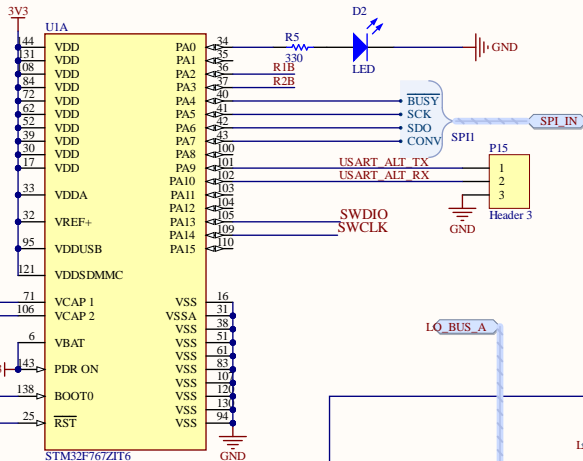 3V3
U1A
D2
144 VDD PA0 34 R5
131 VDD PA1 35 330 LED GND
108 VDD PA2 36 R1B
84 VDD PA3 37 R2B
72 VDD PA4 40 BUSY
62 VDD PA5 41 SCK
52 VDD PA6 42 SDO SPI_IN
39 VDD PA7 43 CONV SPI1
30 VDD PA8 100 P15
17 VDD PA9 101 USART_ALT_TX 1
PA10 102 USART_ALT_RX 2
33 VDDA PA11 103 3
PA12 104
32 VREF+ PA13 105 SWDIO Header 3
PA14 109 SWCLK GND
95 VDDUSB PA15 110
121 VDDSDMMC
71 VCAP 1 VSS 16
106 VCAP 2 VSSA 31
VSS 38 LO_BUS_A
6 VBAT VSS 51
VSS 61
143 PDR ON VSS 83
VSS 107
138 BOOT0 VSS 120
VSS 130
25 RST VSS 94
STM32F767ZIT6 GND